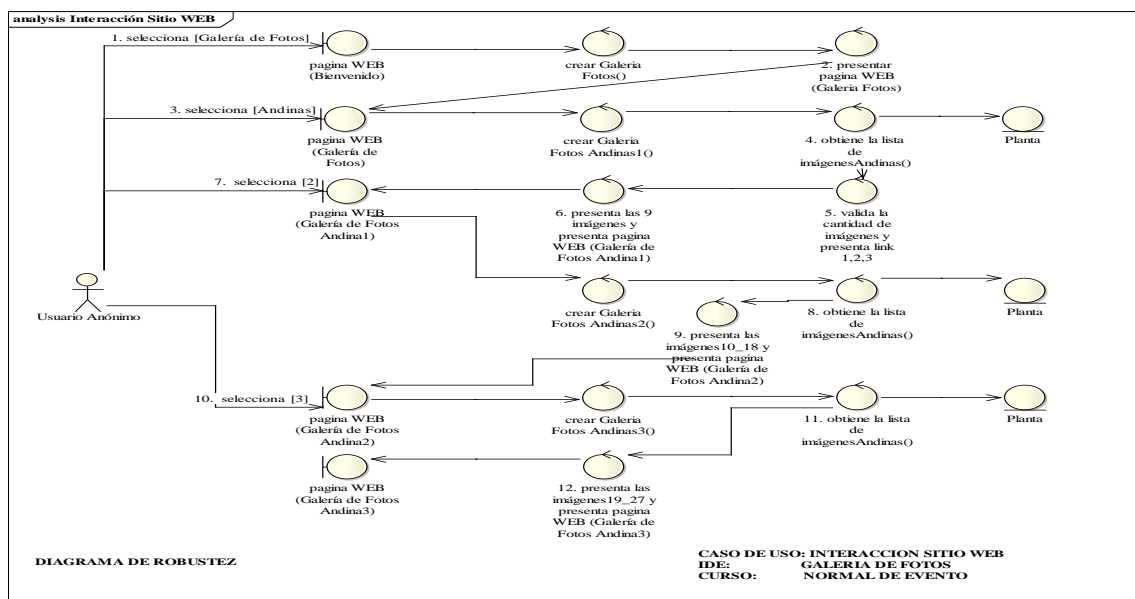 analysis Interacción Sitio WEB
1. selecciona [Galería de Fotos]
pagina WEB
(Bienvenido)
crear Galeria
Fotos()
2. presentar
pagina WEB
(Galeria Fotos)
3. selecciona [Andinas]
pagina WEB
(Galería de
Fotos)
crear Galeria
Fotos Andinas1()
4. obtiene la lista
de
imágenesAndinas()
Planta
7. selecciona [2]
pagina WEB
(Galería de Fotos
Andina1)
6. presenta las 9
imágenes y
presenta pagina
WEB (Galería de
Fotos Andina1)
5. valida la
cantidad de
imágenes y
presenta link
1,2,3
Usuario Anónimo
crear Galeria
Fotos Andinas2()
8. obtiene la lista
de
imágenesAndinas()
Planta
9. presenta las
imágenes10_18 y
presenta pagina
WEB (Galería de
Fotos Andina2)
10. selecciona [3]
pagina WEB
(Galería de Fotos
Andina2)
crear Galeria
Fotos Andinas3()
11. obtiene la lista
de
imágenesAndinas()
Planta
pagina WEB
(Galería de Fotos
Andina3)
12. presenta las
imágenes19_27 y
presenta pagina
WEB (Galería de
Fotos Andina3)
DIAGRAMA DE ROBUSTEZ
CASO DE USO: INTERACCION SITIO WEB
IDE: GALERIA DE FOTOS
CURSO: NORMAL DE EVENTO